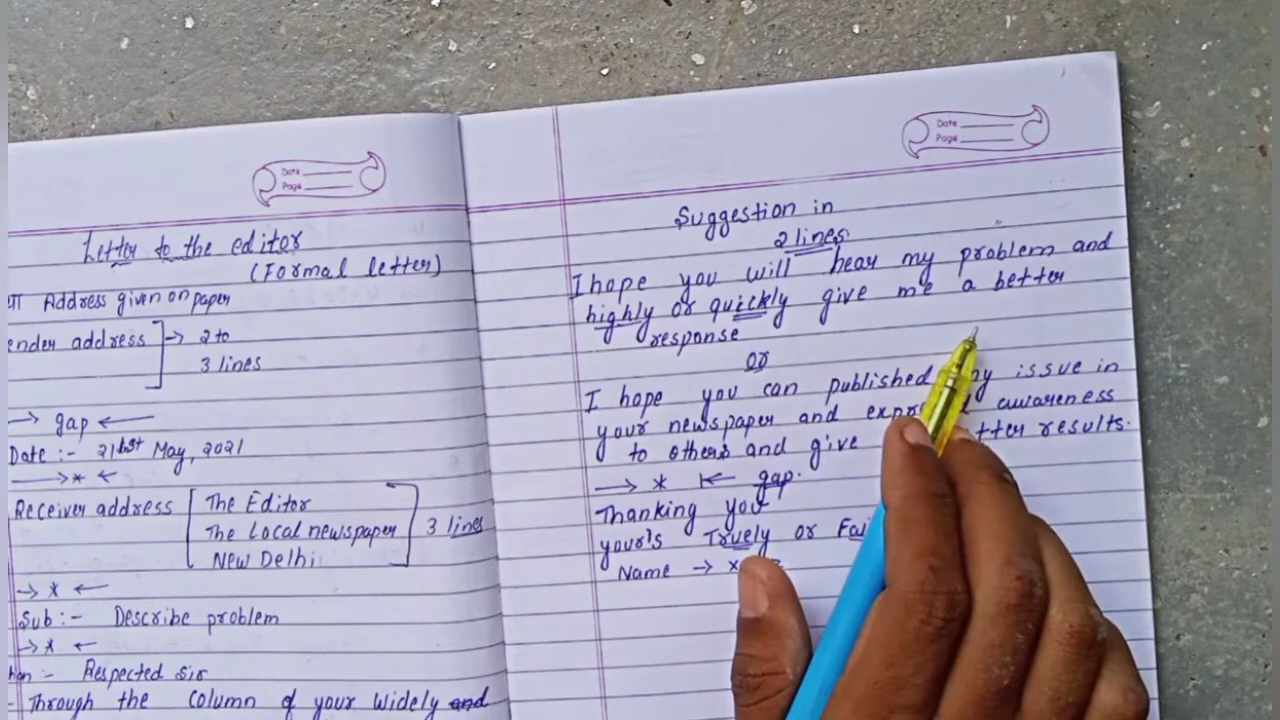 Date
Page
Letter to the editor
(Formal letter)
Address given on paper
ender address → 2 to
3 lines
→ gap ←
Date :- 21st May, 2021
→ * ←
Receiver address The Editor
The Local newspaper 3 lines
New Delhi
→ * ←
Sub :- Describe problem
→ * ←
Respected Sir
Through the column of your widely and
Date
Page
Suggestion in
2 lines
I hope you will hear my problem and
highly or quickly give me a better
response
or
I hope you can published my issue in
your newspaper and awareness
to others and give results.
→ * ← gap.
Thanking you
your's Truely or
Name →